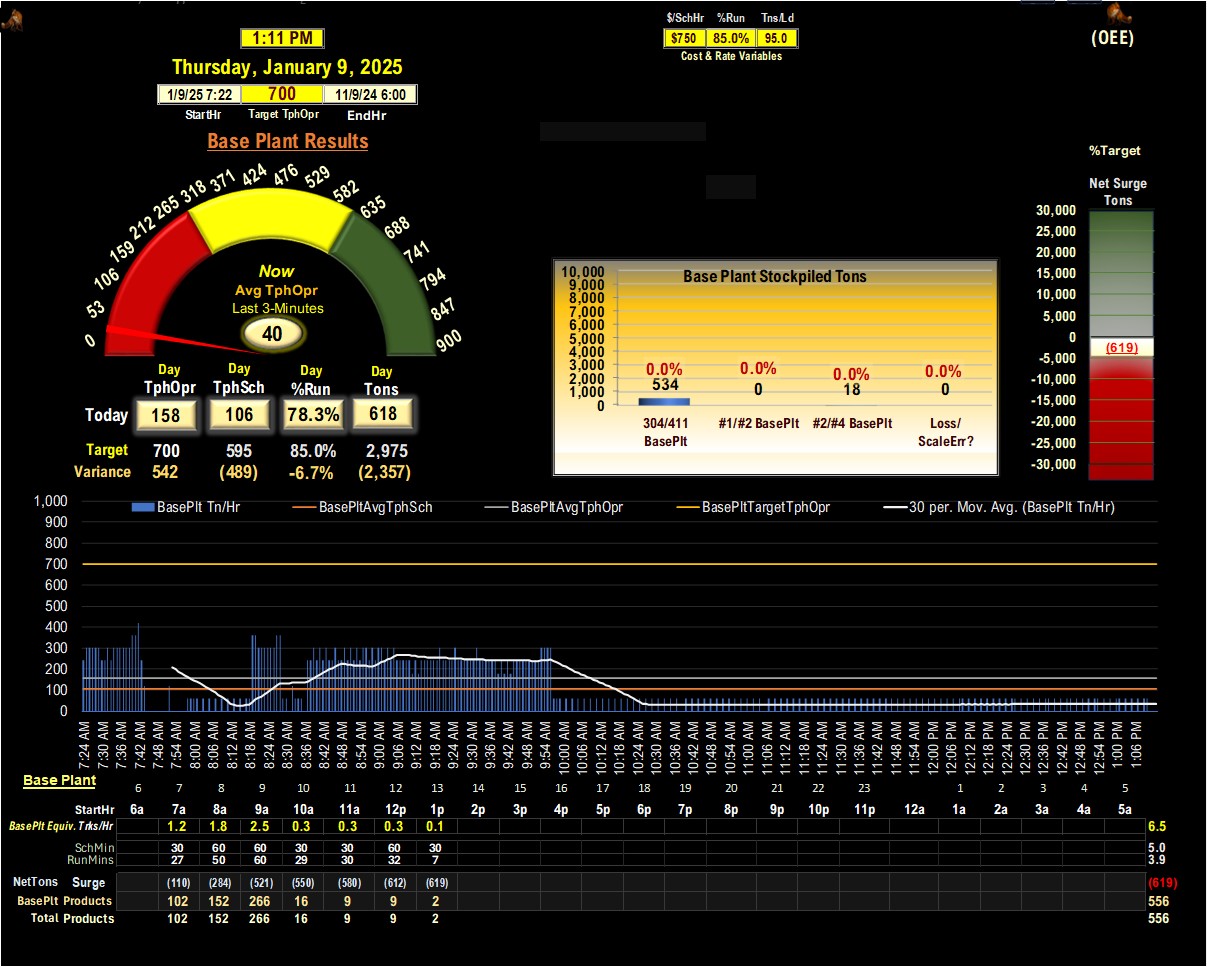 $/SchHr %Run Tns/Ld
$750 85.0% 95.0
Cost & Rate Variables
(OEE)
1:11 PM
Thursday, January 9, 2025
1/9/25 7:22 700 11/9/24 6:00
StartHr Target TphOpr EndHr
Base Plant Results
0 53 106 159 212 265 318 371 424 476 529 582 635 688 741 794 847 900
Now
Avg TphOpr
Last 3-Minutes
40
Day Day Day Day
TphOpr TphSch %Run Tons
Today 158 106 78.3% 618
Target 700 595 85.0% 2,975
Variance 542 (489) -6.7% (2,357)
Base Plant Stockpiled Tons
10,000
9,000
8,000
7,000
6,000
5,000
4,000
3,000
2,000
1,000
0
0.0% 0.0% 0.0% 0.0%
534 0 18 0
304/411 #1/#2 BasePlt #2/#4 BasePlt Loss/
BasePlt ScaleErr?
%Target
Net Surge
Tons
30,000
25,000
20,000
15,000
10,000
5,000
0
(619)
-5,000
-10,000
-15,000
-20,000
-25,000
-30,000
BasePlt Tn/Hr BasePltAvgTphSch BasePltAvgTphOpr BasePltTargetTphOpr 30 per. Mov. Avg. (BasePlt Tn/Hr)
1,000
900
800
700
600
500
400
300
200
100
0
7:24 AM 7:30 AM 7:36 AM 7:42 AM 7:54 AM 8:00 AM 8:06 AM 8:12 AM 8:18 AM 8:24 AM 8:30 AM 8:36 AM 8:42 AM 8:48 AM 8:54 AM 9:00 AM 9:06 AM 9:12 AM 9:18 AM 9:24 AM 9:30 AM 9:36 AM 9:42 AM 9:48 AM 9:54 AM 10:00 AM 10:06 AM 10:12 AM 10:18 AM 10:24 AM 10:30 AM 10:36 AM 10:42 AM 10:48 AM 10:54 AM 11:00 AM 11:06 AM 11:12 AM 11:18 AM 11:24 AM 11:30 AM 11:36 AM 11:42 AM 11:48 AM 11:54 AM 12:00 PM 12:06 PM 12:12 PM 12:18 PM 12:24 PM 12:30 PM 12:36 PM 12:42 PM 12:48 PM 12:54 PM 1:00 PM 1:06 PM
Base Plant
6 7 8 9 10 11 12 13 14 15 16 17 18 19 20 21 22 23 1 2 3 4 5
StartHr 6a 7a 8a 9a 10a 11a 12p 1p 2p 3p 4p 5p 6p 7p 8p 9p 10p 11p 12a 1a 2a 3a 4a 5a
BasePlt Equiv. Trks/Hr 1.2 1.8 2.5 0.3 0.3 0.3 0.1 6.5
SchMin 30 60 60 30 30 60 30 5.0
RunMins 27 50 60 29 30 32 7 3.9
NetTons Surge (110) (284) (521) (550) (580) (612) (619) (619)
BasePlt Products 102 152 266 16 9 9 2 556
Total Products 102 152 266 16 9 9 2 556